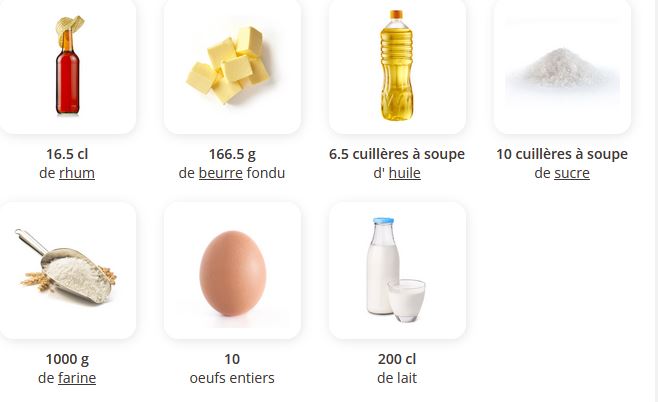 16.5 cl
de rhum
166.5 g
de beurre fondu
6.5 cuillères à soupe
d' huile
10 cuillères à soupe
de sucre
1000 g
de farine
10
oeufs entiers
200 cl
de lait